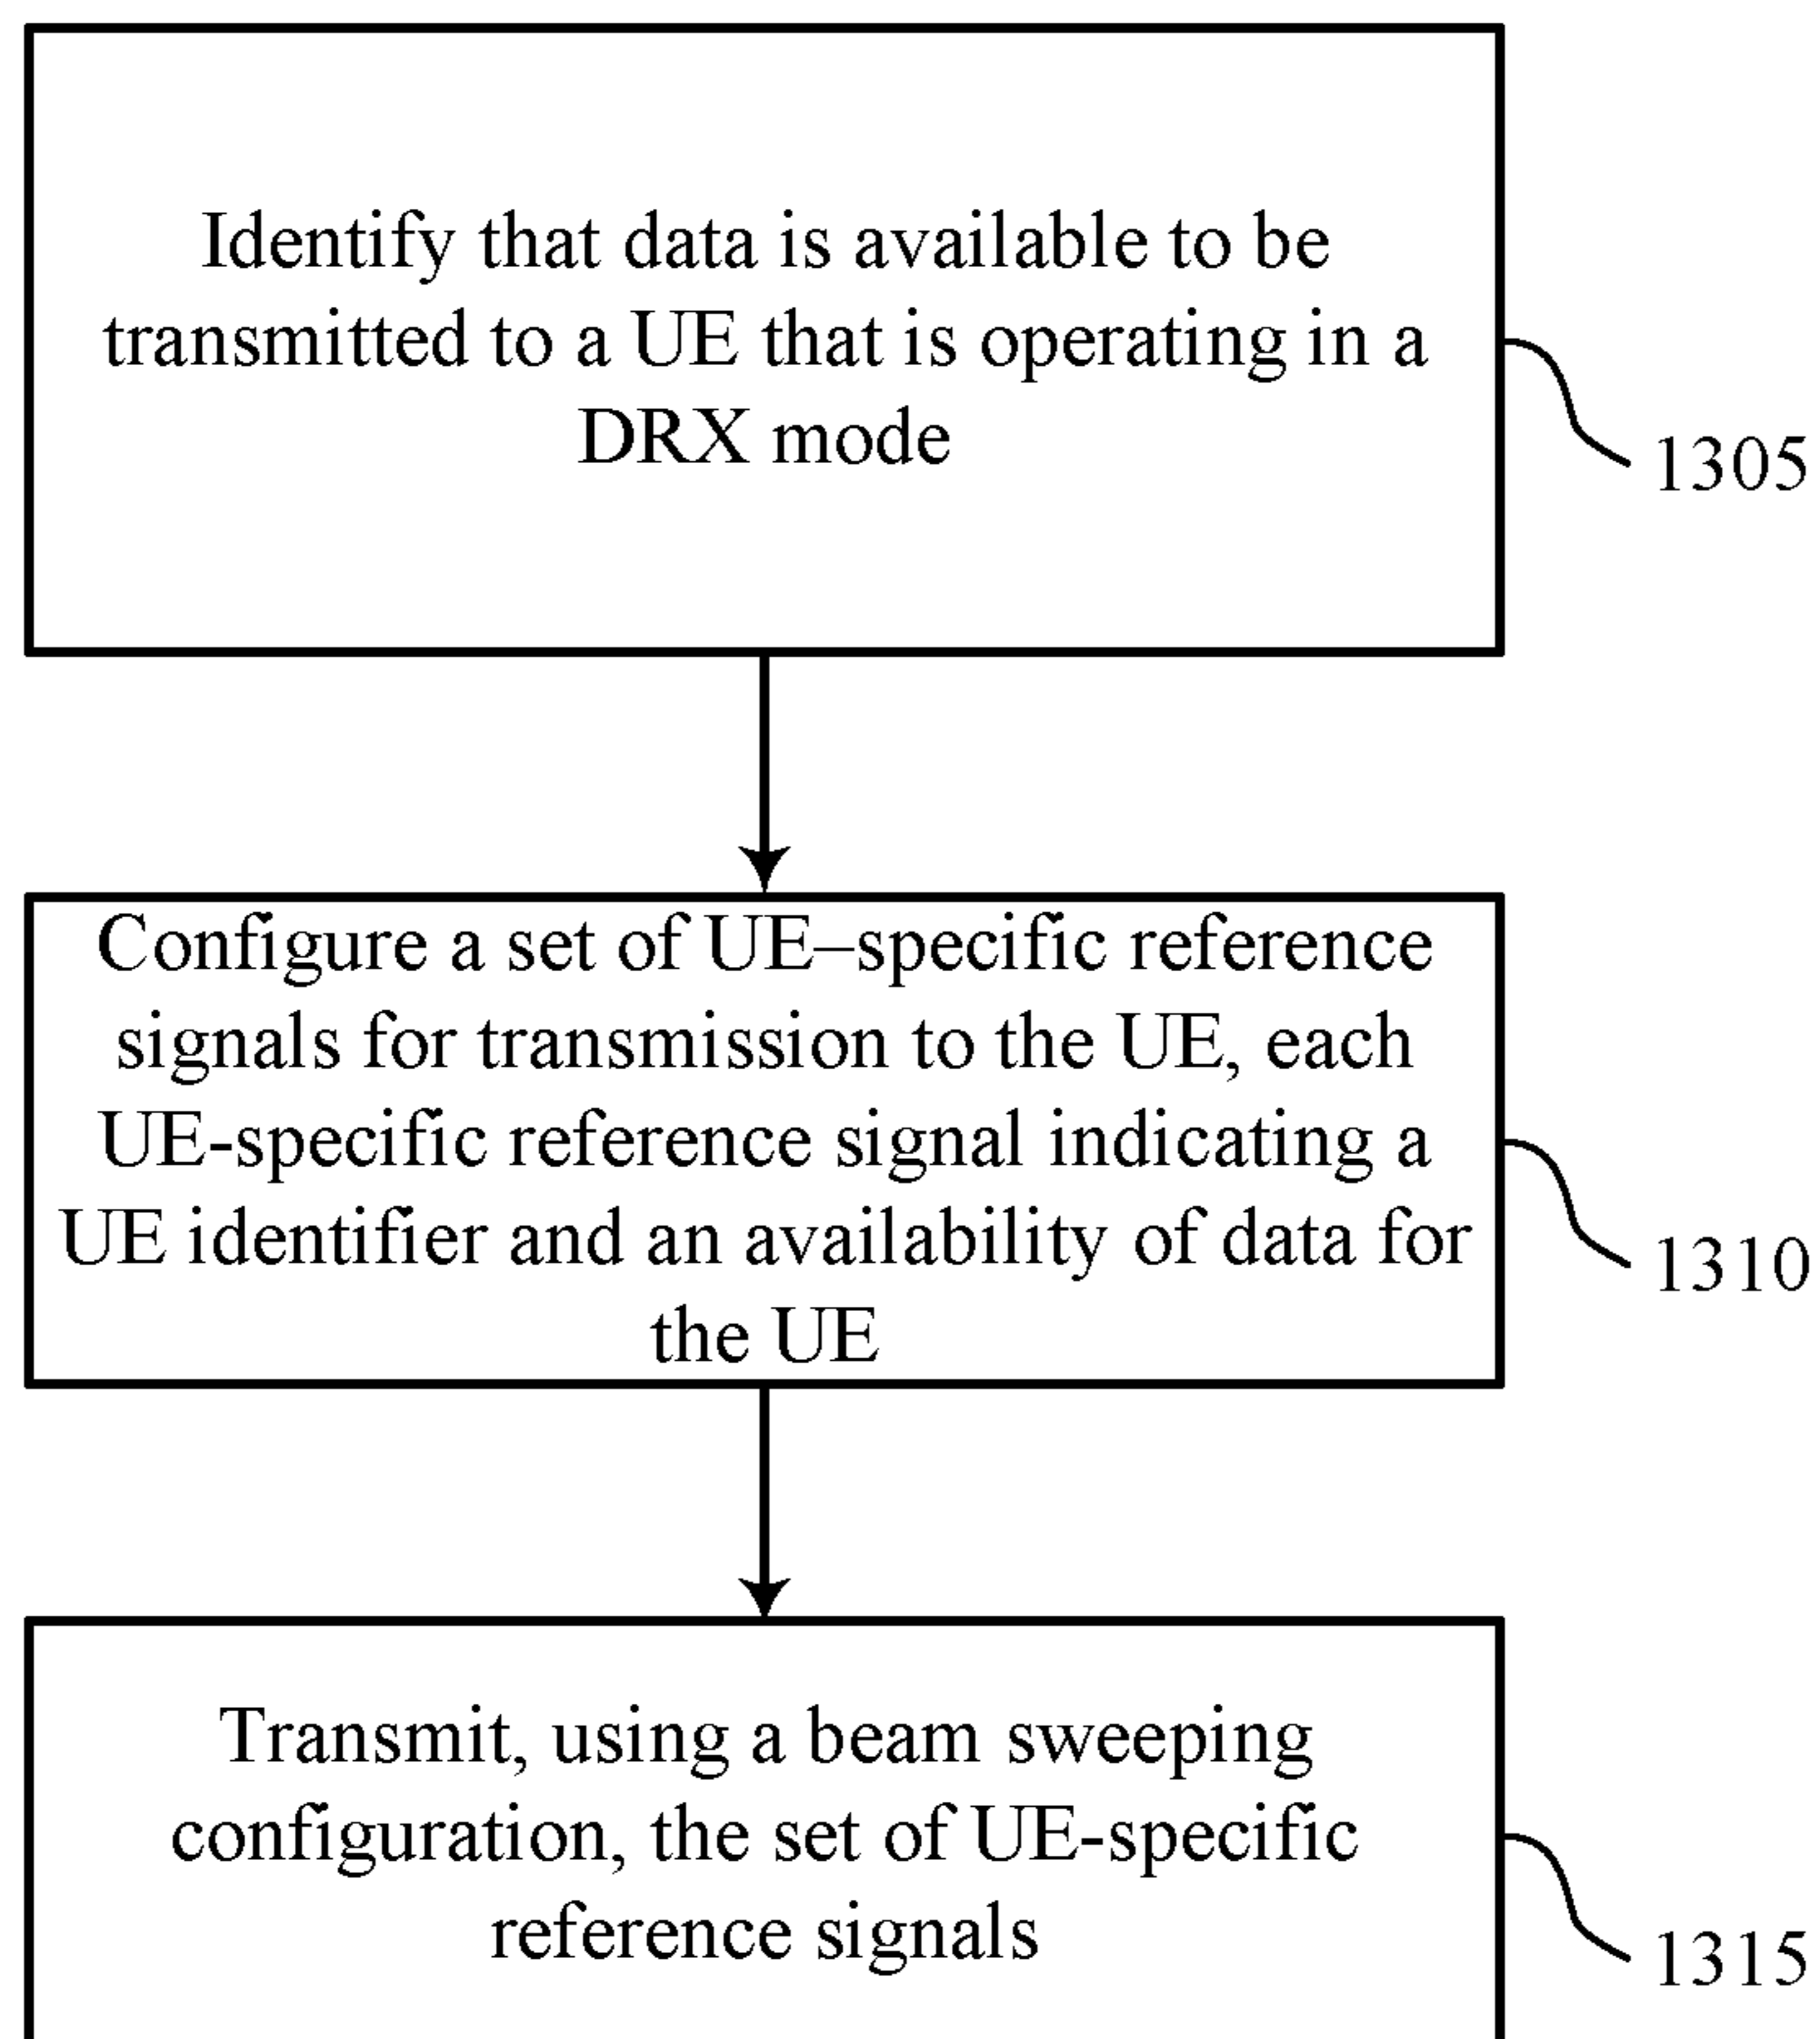 Identify that data is available to be
transmitted to a UE that is operating in a
DRX mode
1305
Configure a set of UE–specific reference
signals for transmission to the UE, each
UE-specific reference signal indicating a
UE identifier and an availability of data for
the UE
1310
Transmit, using a beam sweeping
configuration, the set of UE-specific
reference signals
1315